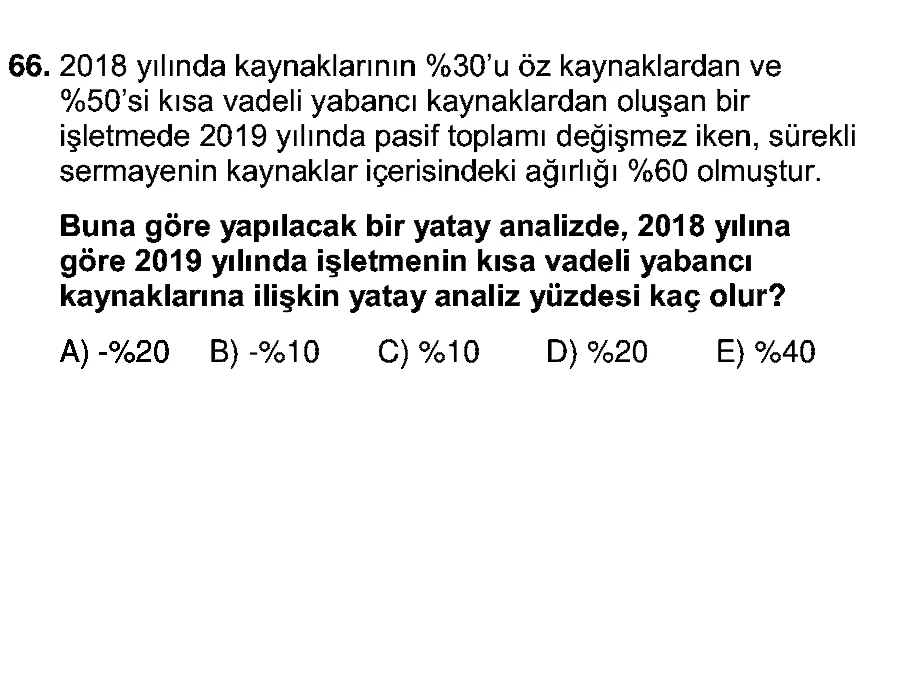 66. 2018 yılında kaynaklarının %30'u öz kaynaklardan ve
%50'si kısa vadeli yabancı kaynaklardan oluşan bir
işletmede 2019 yılında pasif toplamı değişmez iken, sürekli
sermayenin kaynaklar içerisindeki ağırlığı %60 olmuştur.
Buna göre yapılacak bir yatay analizde, 2018 yılına
göre 2019 yılında işletmenin kısa vadeli yabancı
kaynaklarına ilişkin yatay analiz yüzdesi kaç olur?
A) -%20 B) -%10 C) %10 D) %20 E) %40